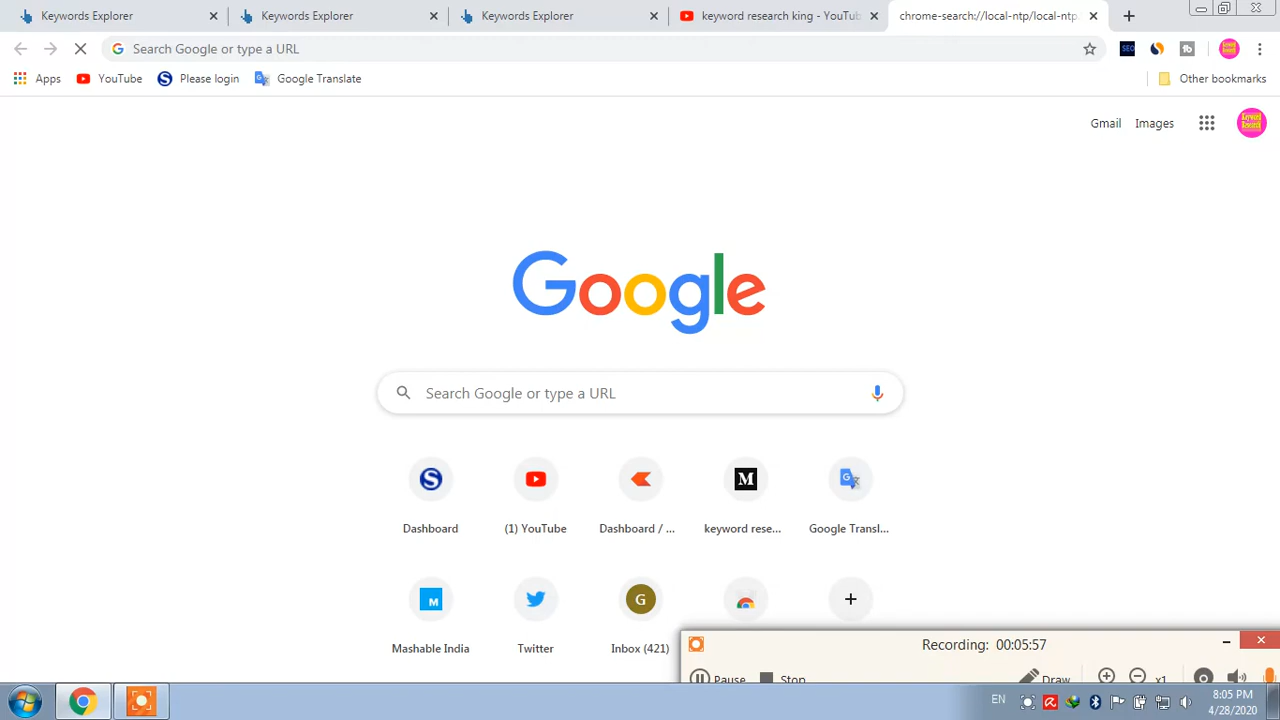 Keywords Explorer
Keywords Explorer
Keywords Explorer
keyword research king - YouTub
chrome-search://local-ntp/local-ntp
Search Google or type a URL
SEO
Apps
YouTube
Please login
Google Translate
Other bookmarks
Gmail
Images
Keyword
Research
Google
Search Google or type a URL
Dashboard
(1) YouTube
Dashboard / ...
keyword rese...
Google Transl...
Mashable India
Twitter
Inbox (421)
Recording: 00:05:57
Pause
Stop
Draw
x1
EN
8:05 PM
4/28/2020